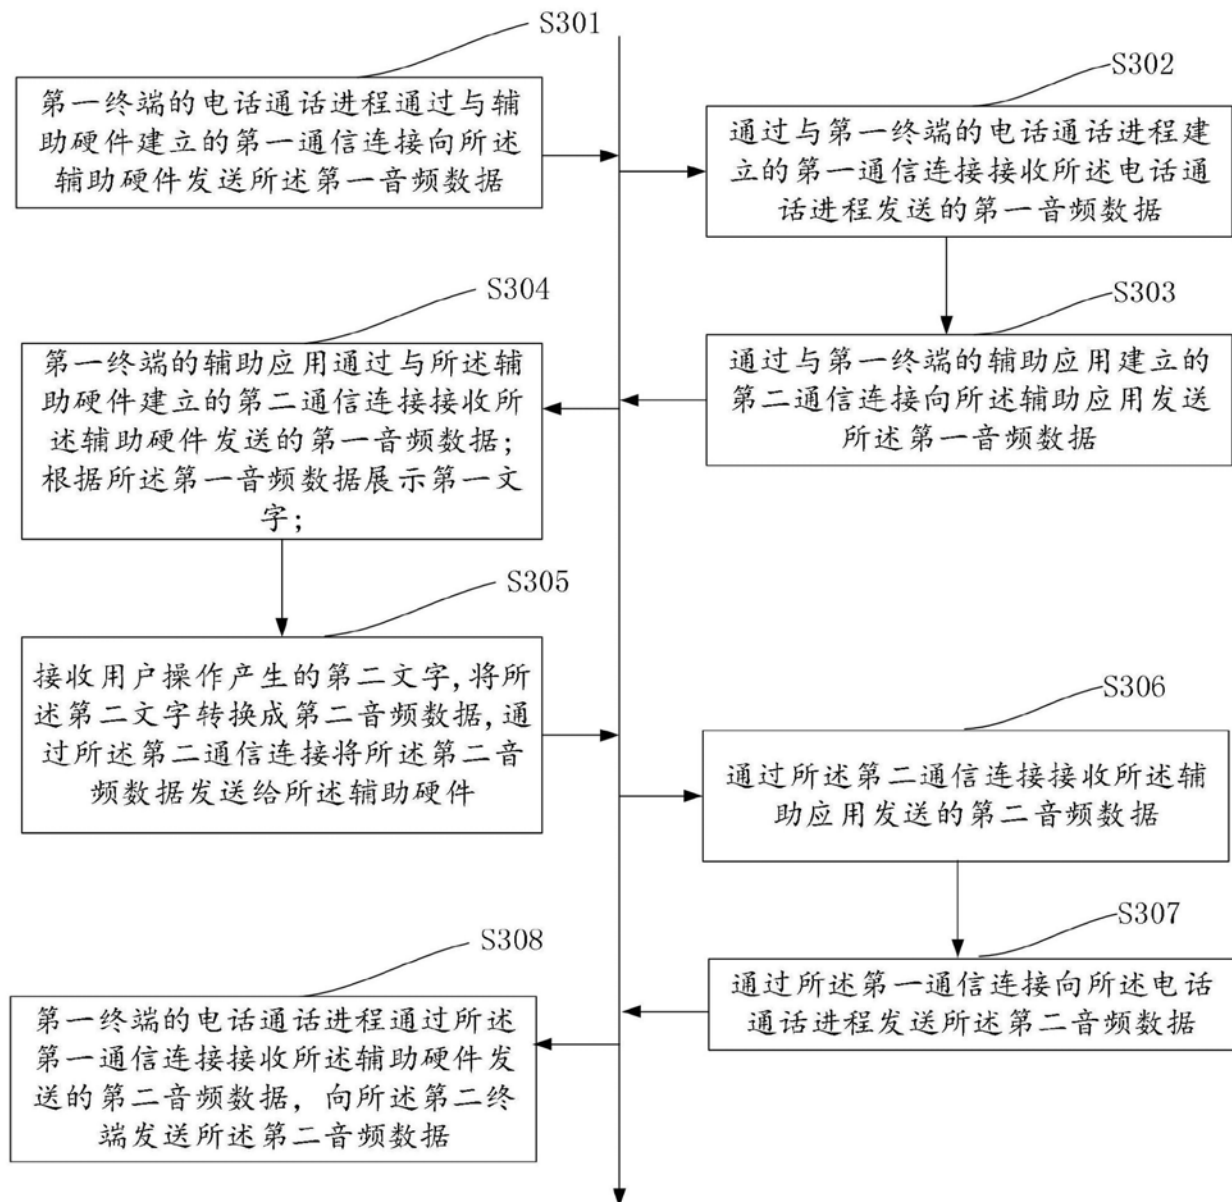 S301
第一终端的电话通话进程通过与辅
助硬件建立的第一通信连接向所述
辅助硬件发送所述第一音频数据
S302
通过与第一终端的电话通话进程建
立的第一通信连接接收所述电话通
话进程发送的第一音频数据
S303
通过与第一终端的辅助应用建立的
第二通信连接向所述辅助应用发送
所述第一音频数据
S304
第一终端的辅助应用通过与所述辅
助硬件建立的第二通信连接接收所
述辅助硬件发送的第一音频数据；
根据所述第一音频数据展示第一文
字；
S305
接收用户操作产生的第二文字,将所
述第二文字转换成第二音频数据,通
过所述第二通信连接将所述第二音
频数据发送给所述辅助硬件
S306
通过所述第二通信连接接收所述辅
助应用发送的第二音频数据
S307
通过所述第一通信连接向所述电话
通话进程发送所述第二音频数据
S308
第一终端的电话通话进程通过所述
第一通信连接接收所述辅助硬件发
送的第二音频数据，向所述第二终
端发送所述第二音频数据